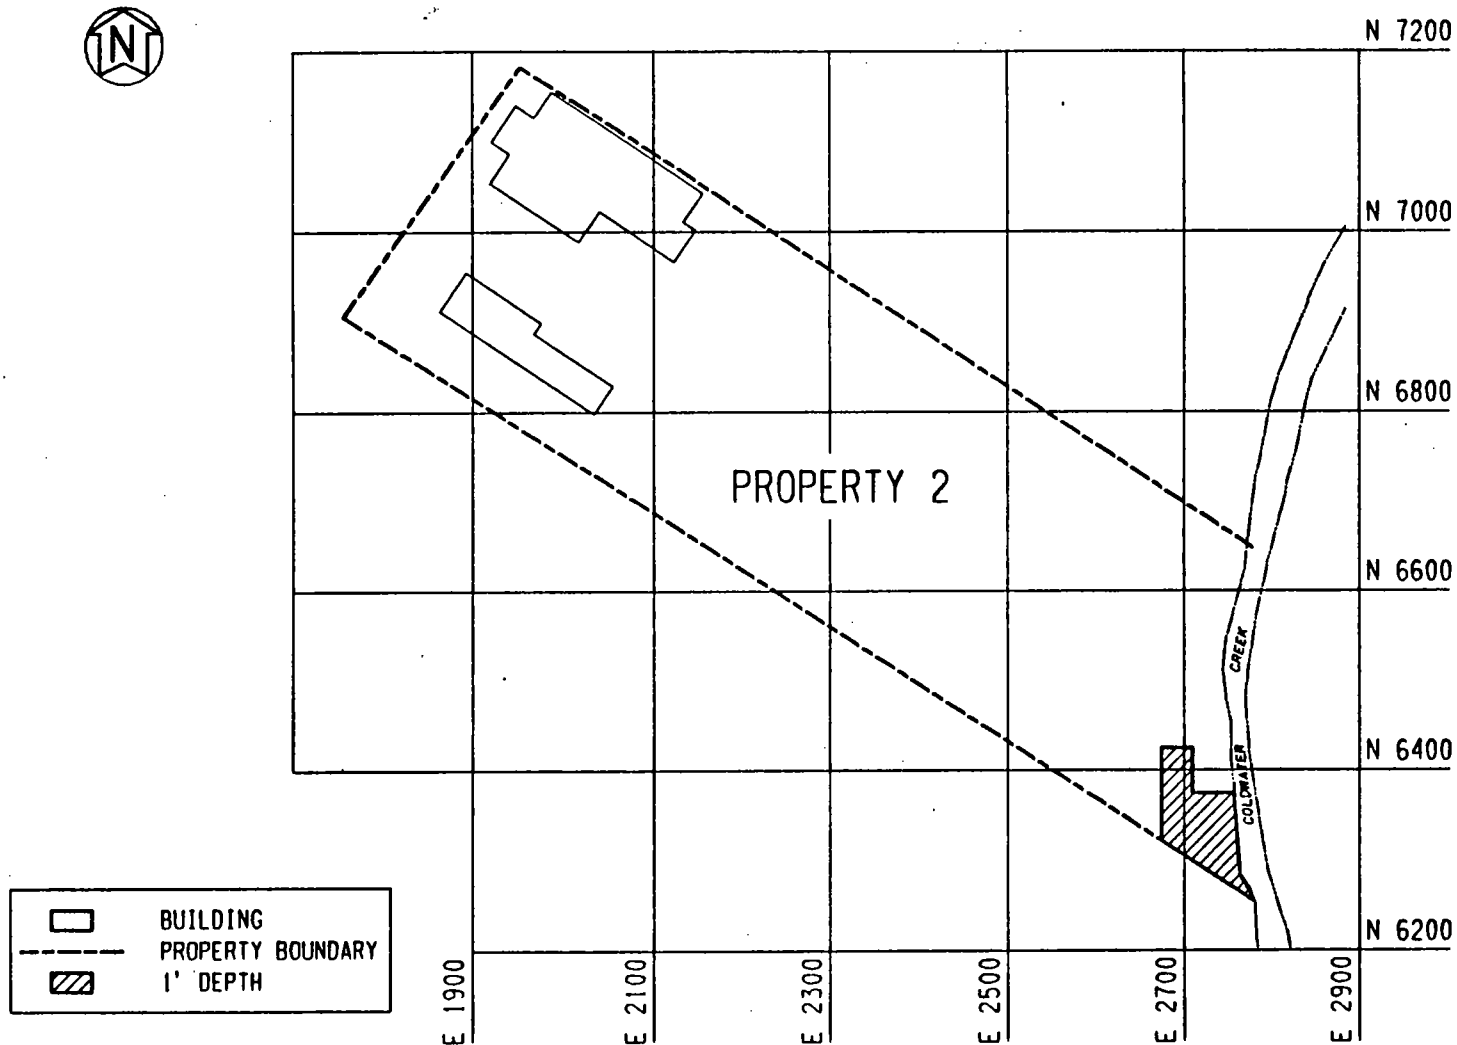 N
N 7200
N 7000
N 6800
PROPERTY 2
N 6600
CREEK
COLDWATER
N 6400
N 6200
BUILDING
PROPERTY BOUNDARY
1' DEPTH
E 1900
E 2100
E 2300
E 2500
E 2700
E 2900